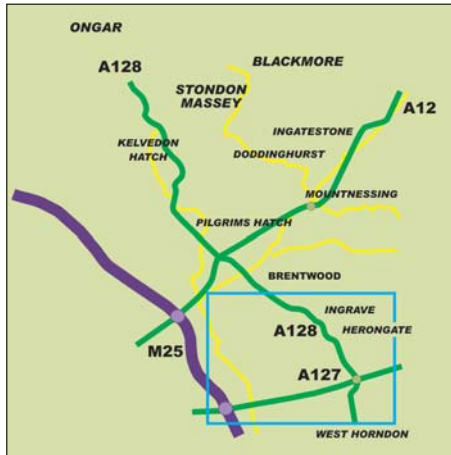 ONGAR
BLACKMORE
A128
STONDON
MASSEY
A12
INGATESTONE
KELVEDON
HATCH
DODDINGHURST
MOUNTNESSING
PILGRIMS HATCH
BRENTWOOD
INGRAVE
A128
HERONGATE
M25
A127
WEST HORNDON